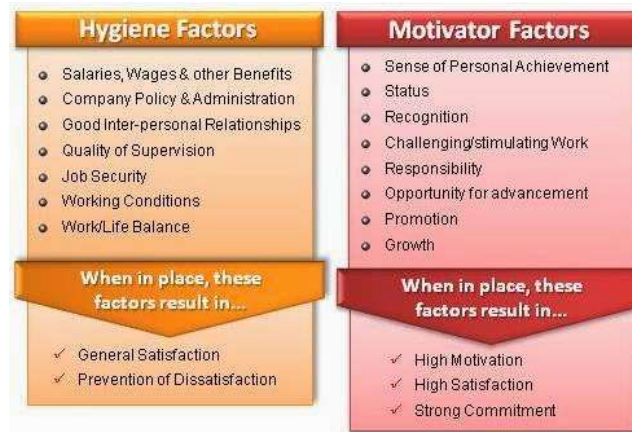 Hygiene Factors
Salaries, Wages & other Benefits
Company Policy & Administration
Good Inter-personal Relationships
Quality of Supervision
Job Security
Working Conditions
Work/Life Balance
When in place, these
factors result in...
General Satisfaction
Prevention of Dissatisfaction
Motivator Factors
Sense of Personal Achievement
Status
Recognition
Challenging/stimulating Work
Responsibility
Opportunity for advancement
Promotion
Growth
When in place, these
factors result in...
High Motivation
High Satisfaction
Strong Commitment